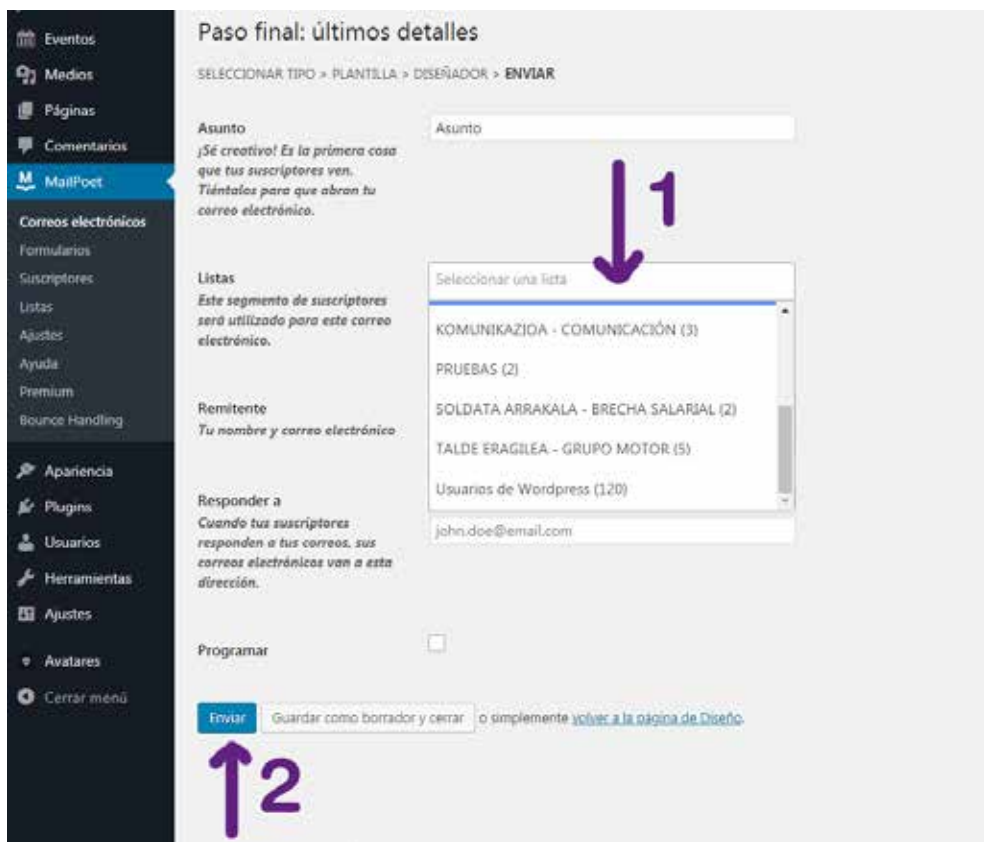 Eventos
Medios
Páginas
Comentarios
MailPoet
Correos electrónicos
Formularios
Suscriptores
Listas
Ajustes
Ayuda
Premium
Bounce Handling
Apariencia
Plugins
Usuarios
Herramientas
Ajustes
Avatares
Cerrar menú
Paso final: últimos detalles
SELECCIONAR TIPO > PLANTILLA > DISEÑADOR > ENVIAR
Asunto
¡Sé creativo! Es la primera cosa
que tus suscriptores ven.
Tiéntalos para que abran tu
correo electrónico.
Asunto
1
Listas
Este segmento de suscriptores
será utilizado para este correo
electrónico.
Seleccionar una lista
KOMUNIKAZIOA - COMUNICACIÓN (3)
PRUEBAS (2)
SOLDATA ARRAKALA - BRECHA SALARIAL (2)
TALDE ERAGILEA - GRUPO MOTOR (5)
Usuarios de Wordpress (120)
Remitente
Tu nombre y correo electrónico
Responder a
Cuando tus suscriptores
responden a tus correos, sus
correos electrónicos van a esta
dirección.
john.doe@email.com
Programar
Enviar Guardar como borrador y cerrar o simplemente volver a la página de Diseño.
2